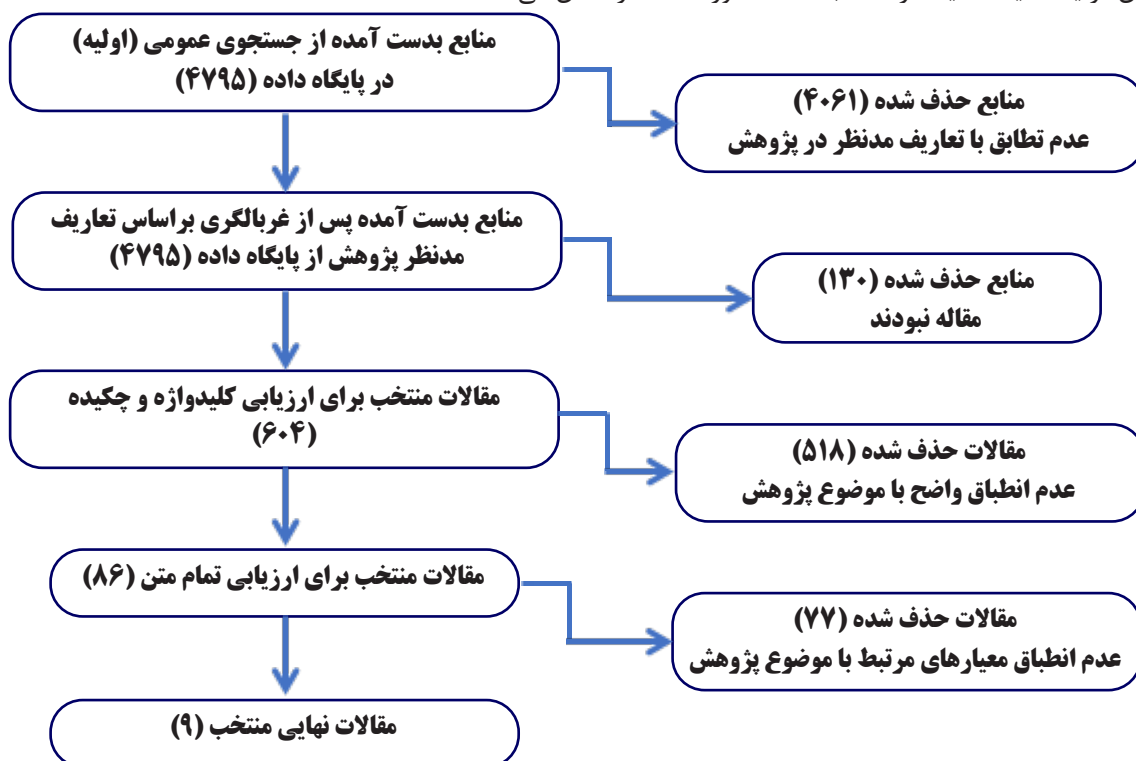 منابع بدست آمده از جستجوی عمومی (اولیه)
در پایگاه داده (۴۷۹۵)
منابع حذف شده (۴۰۶۱)
عدم تطابق با تعاریف مدنظر در پژوهش
منابع بدست آمده پس از غربالگری براساس تعاریف
مدنظر پژوهش از پایگاه داده (۴۷۹۵)
منابع حذف شده (۱۳۰)
مقاله نبودند
مقالات منتخب برای ارزیابی کلیدواژه و چکیده
(۶۰۴)
مقالات حذف شده (۵۱۸)
عدم انطباق واضح با موضوع پژوهش
مقالات منتخب برای ارزیابی تمام متن (۸۶)
مقالات حذف شده (۷۷)
عدم انطباق معیارهای مرتبط با موضوع پژوهش
مقالات نهایی منتخب (۹)